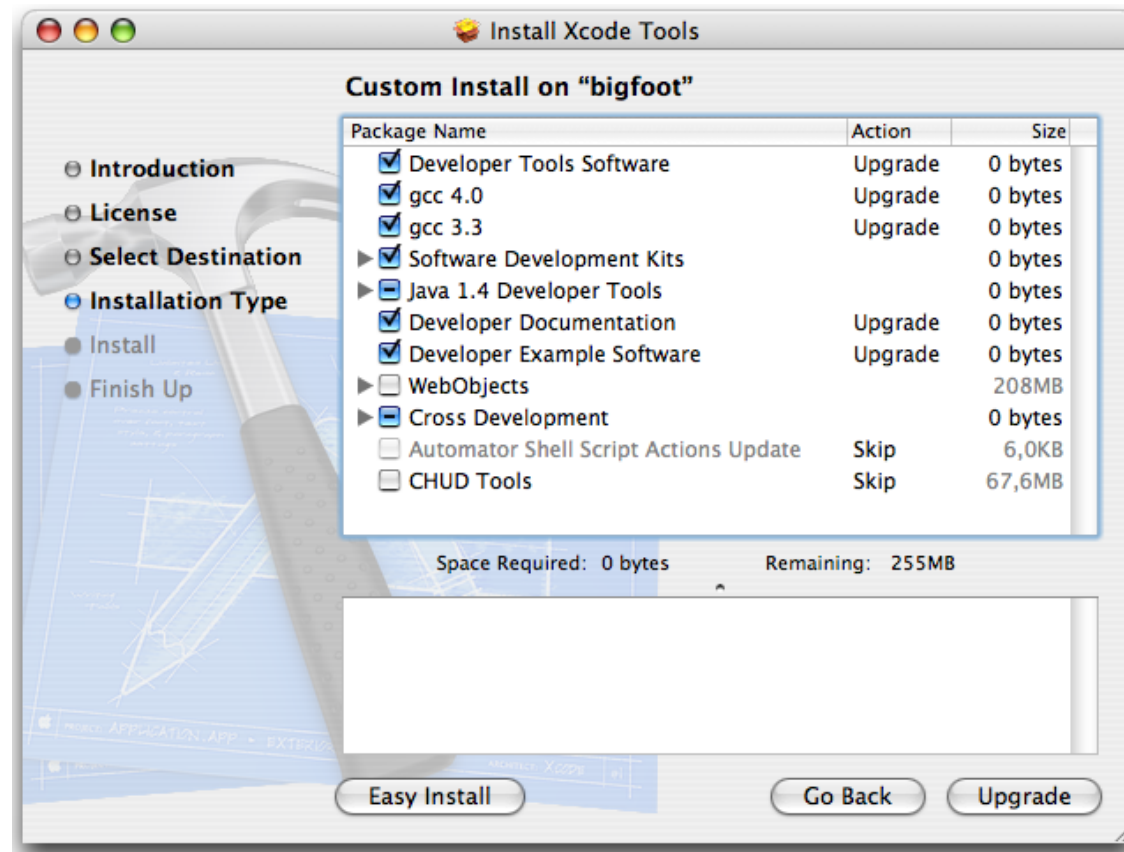 Install Xcode Tools
Custom Install on “bigfoot”
Introduction
License
Select Destination
Installation Type
Install
Finish Up
Package Name Action Size
Developer Tools Software Upgrade 0 bytes
gcc 4.0 Upgrade 0 bytes
gcc 3.3 Upgrade 0 bytes
Software Development Kits 0 bytes
Java 1.4 Developer Tools 0 bytes
Developer Documentation Upgrade 0 bytes
Developer Example Software Upgrade 0 bytes
WebObjects 208MB
Cross Development 0 bytes
Automator Shell Script Actions Update Skip 6,0KB
CHUD Tools Skip 67,6MB
Space Required: 0 bytes Remaining: 255MB
APPLICATION.APP
XCODE
Easy Install Go Back Upgrade